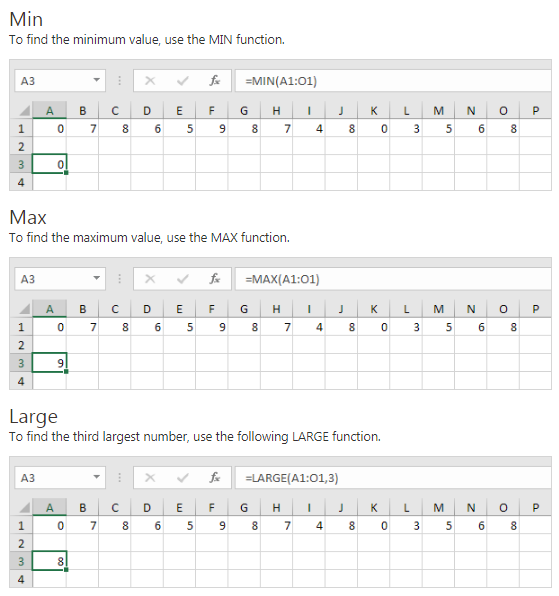 Min
To find the minimum value, use the MIN function.
A3 fx =MIN(A1:O1)
A B C D E F G H I J K L M N O P
1 0 7 8 6 5 9 8 7 4 8 0 3 5 6 8
2
3 0
4
Max
To find the maximum value, use the MAX function.
A3 fx =MAX(A1:O1)
A B C D E F G H I J K L M N O P
1 0 7 8 6 5 9 8 7 4 8 0 3 5 6 8
2
3 9
4
Large
To find the third largest number, use the following LARGE function.
A3 fx =LARGE(A1:O1,3)
A B C D E F G H I J K L M N O P
1 0 7 8 6 5 9 8 7 4 8 0 3 5 6 8
2
3 8
4